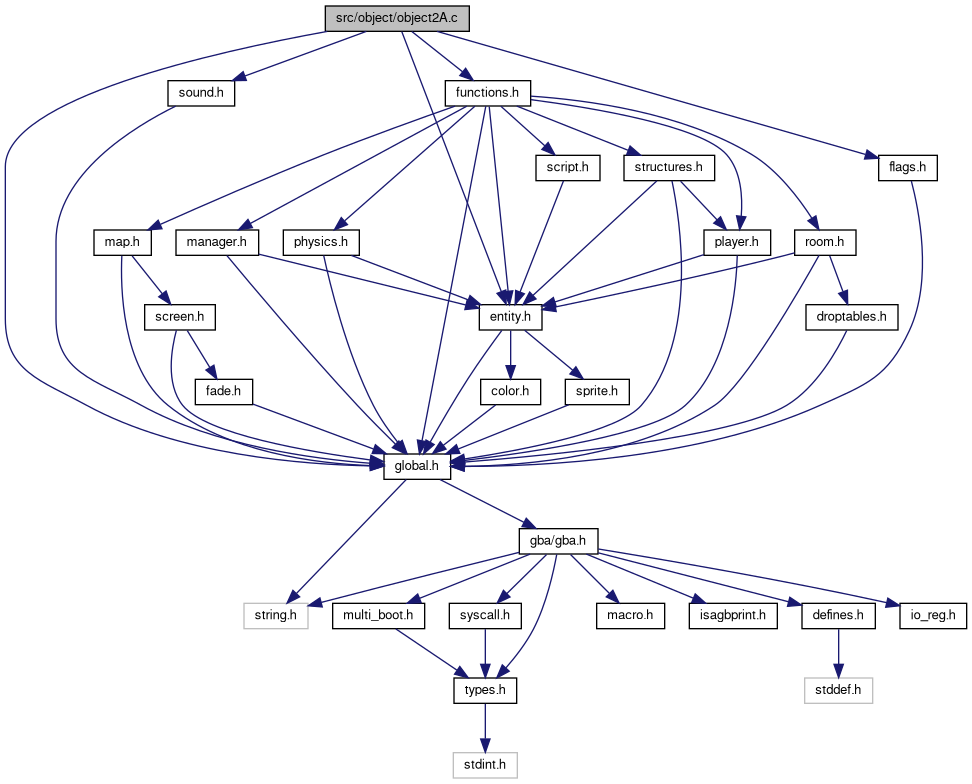 src/object/object2A.c
sound.h
functions.h
script.h
structures.h
flags.h
map.h
manager.h
physics.h
player.h
room.h
screen.h
entity.h
droptables.h
fade.h
color.h
sprite.h
global.h
gba/gba.h
string.h
multi_boot.h
syscall.h
macro.h
isagbprint.h
defines.h
io_reg.h
types.h
stddef.h
stdint.h